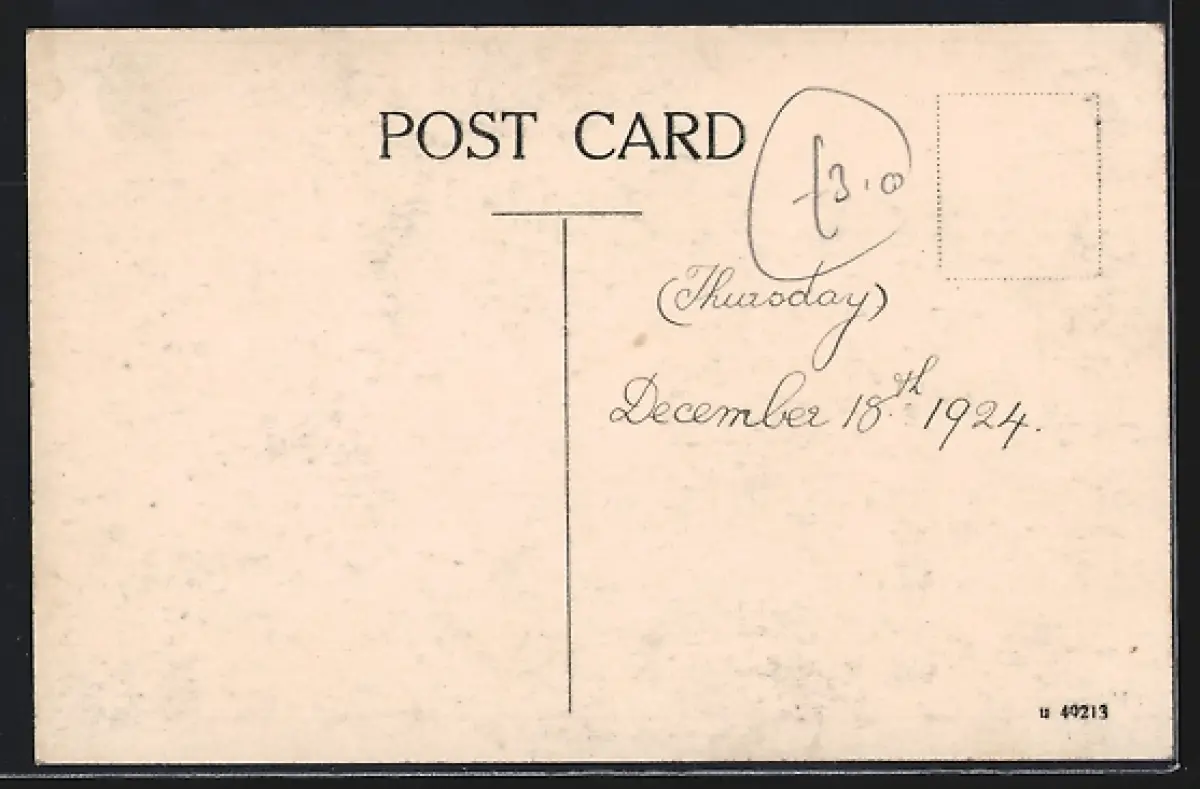 POST CARD
£3.0
(Thursday)
December 18th 1924.
u 40213